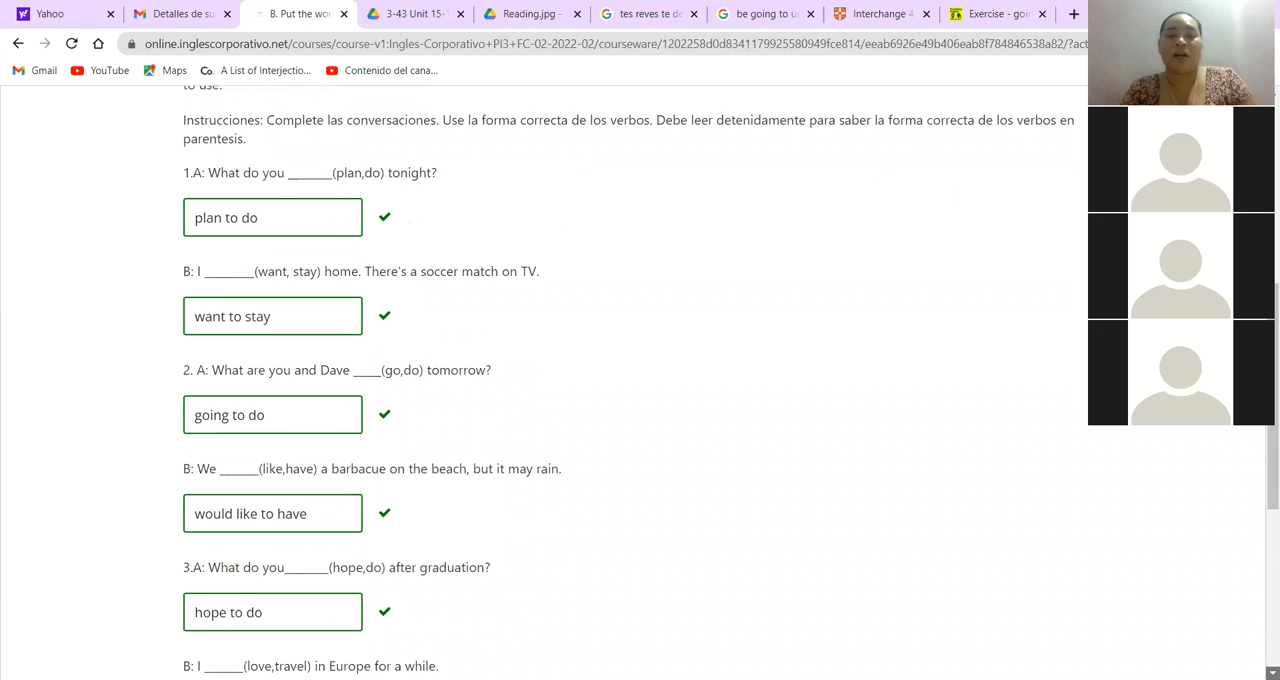 Yahoo
Detalles de su
B. Put the wor
3-43 Unit 15-
Reading.jpg -
tes reves te de
be going to u
Interchange 4
Exercise - goi
online.inglescorporativo.net/courses/course-v1:Ingles-Corporativo+PI3+FC-02-2022-02/courseware/1202258d0d8341179925580949fce814/eeab6926e49b406eab8f784846538a82/?act
Gmail
YouTube
Maps
Co. A List of Interjectio...
Contenido del cana...
to use.
Instrucciones: Complete las conversaciones. Use la forma correcta de los verbos. Debe leer detenidamente para saber la forma correcta de los verbos en
parentesis.
1.A: What do you _______(plan,do) tonight?
plan to do
B: I ________(want, stay) home. There's a soccer match on TV.
want to stay
2. A: What are you and Dave _____(go,do) tomorrow?
going to do
B: We _______(like,have) a barbacue on the beach, but it may rain.
would like to have
3.A: What do you________(hope,do) after graduation?
hope to do
B: I _______(love,travel) in Europe for a while.